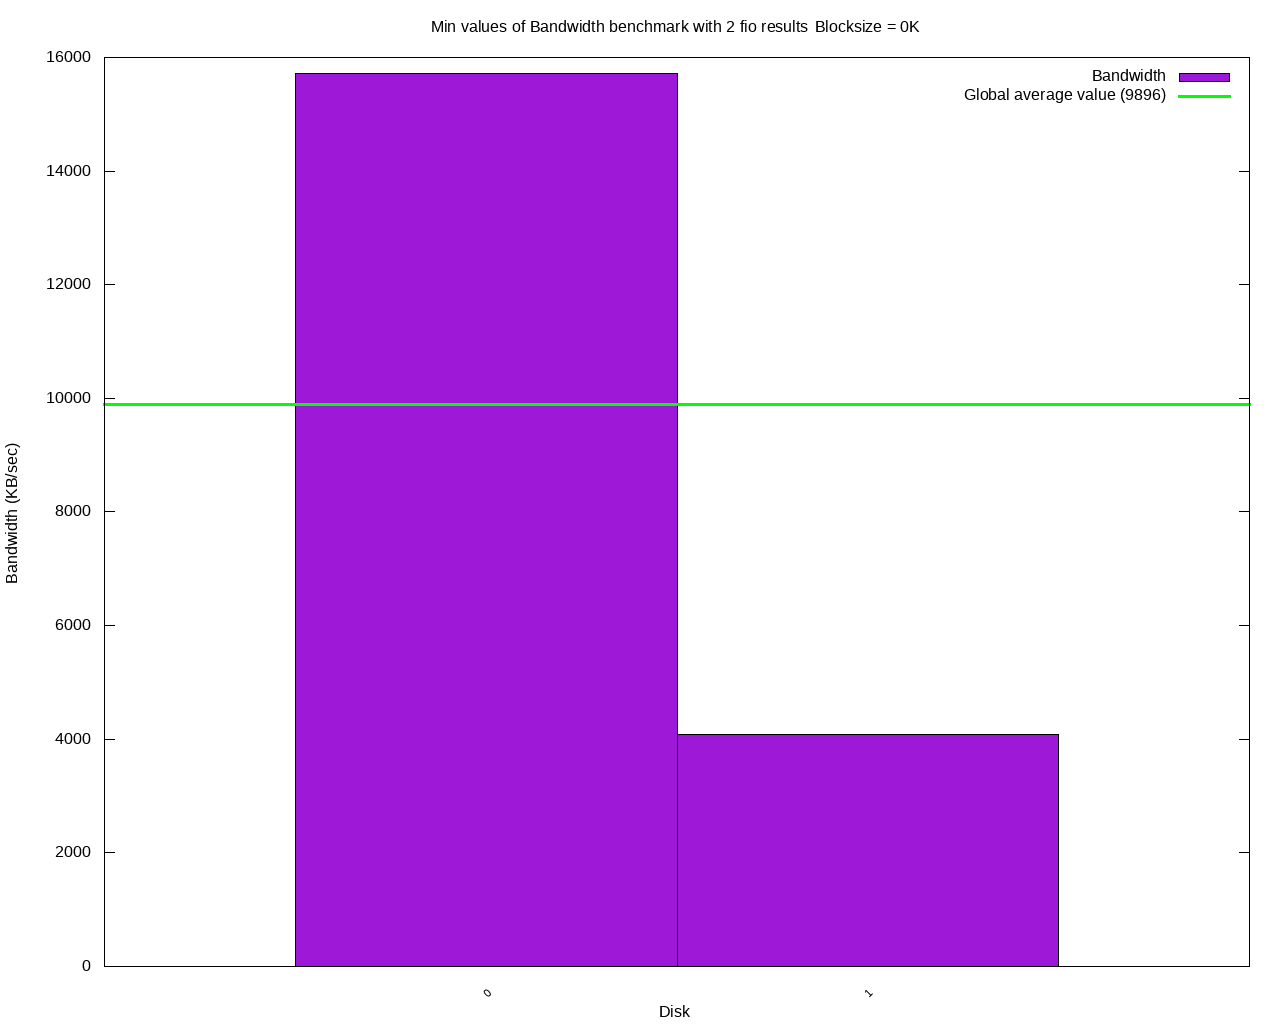 Min values of Bandwidth benchmark with 2 fio results Blocksize = 0K
16000
14000
12000
10000
8000
6000
4000
2000
0
Bandwidth
Global average value (9896)
Bandwidth (KB/sec)
0
1
Disk